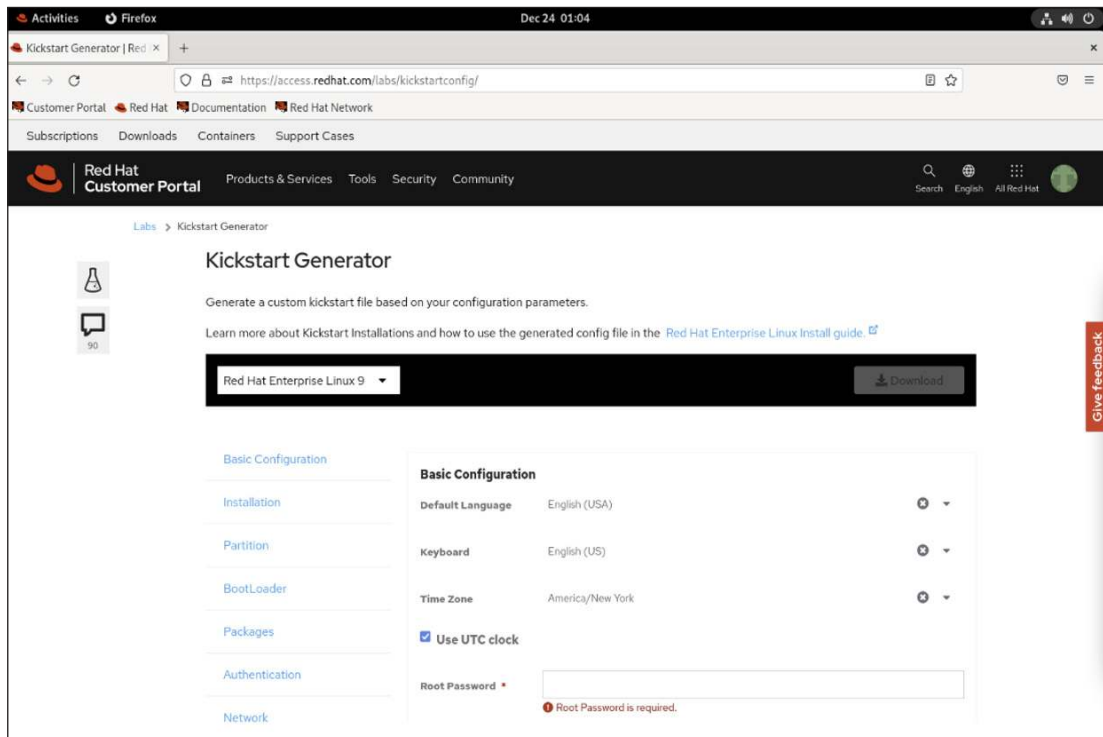 Activities Firefox Dec 24 01:04
Kickstart Generator | Red
https://access.redhat.com/labs/kickstartconfig/
Customer Portal Red Hat Documentation Red Hat Network
Subscriptions Downloads Containers Support Cases
Red Hat
Customer Portal Products & Services Tools Security Community Search English All Red Hat
Labs > Kickstart Generator
Kickstart Generator
Generate a custom kickstart file based on your configuration parameters.
90
Learn more about Kickstart Installations and how to use the generated config file in the Red Hat Enterprise Linux Install guide.
Give feedback
Red Hat Enterprise Linux 9 Download
Basic Configuration
Installation
Partition
BootLoader
Packages
Authentication
Network
Basic Configuration
Default Language English (USA)
Keyboard English (US)
Time Zone America/New York
Use UTC clock
Root Password *
Root Password is required.